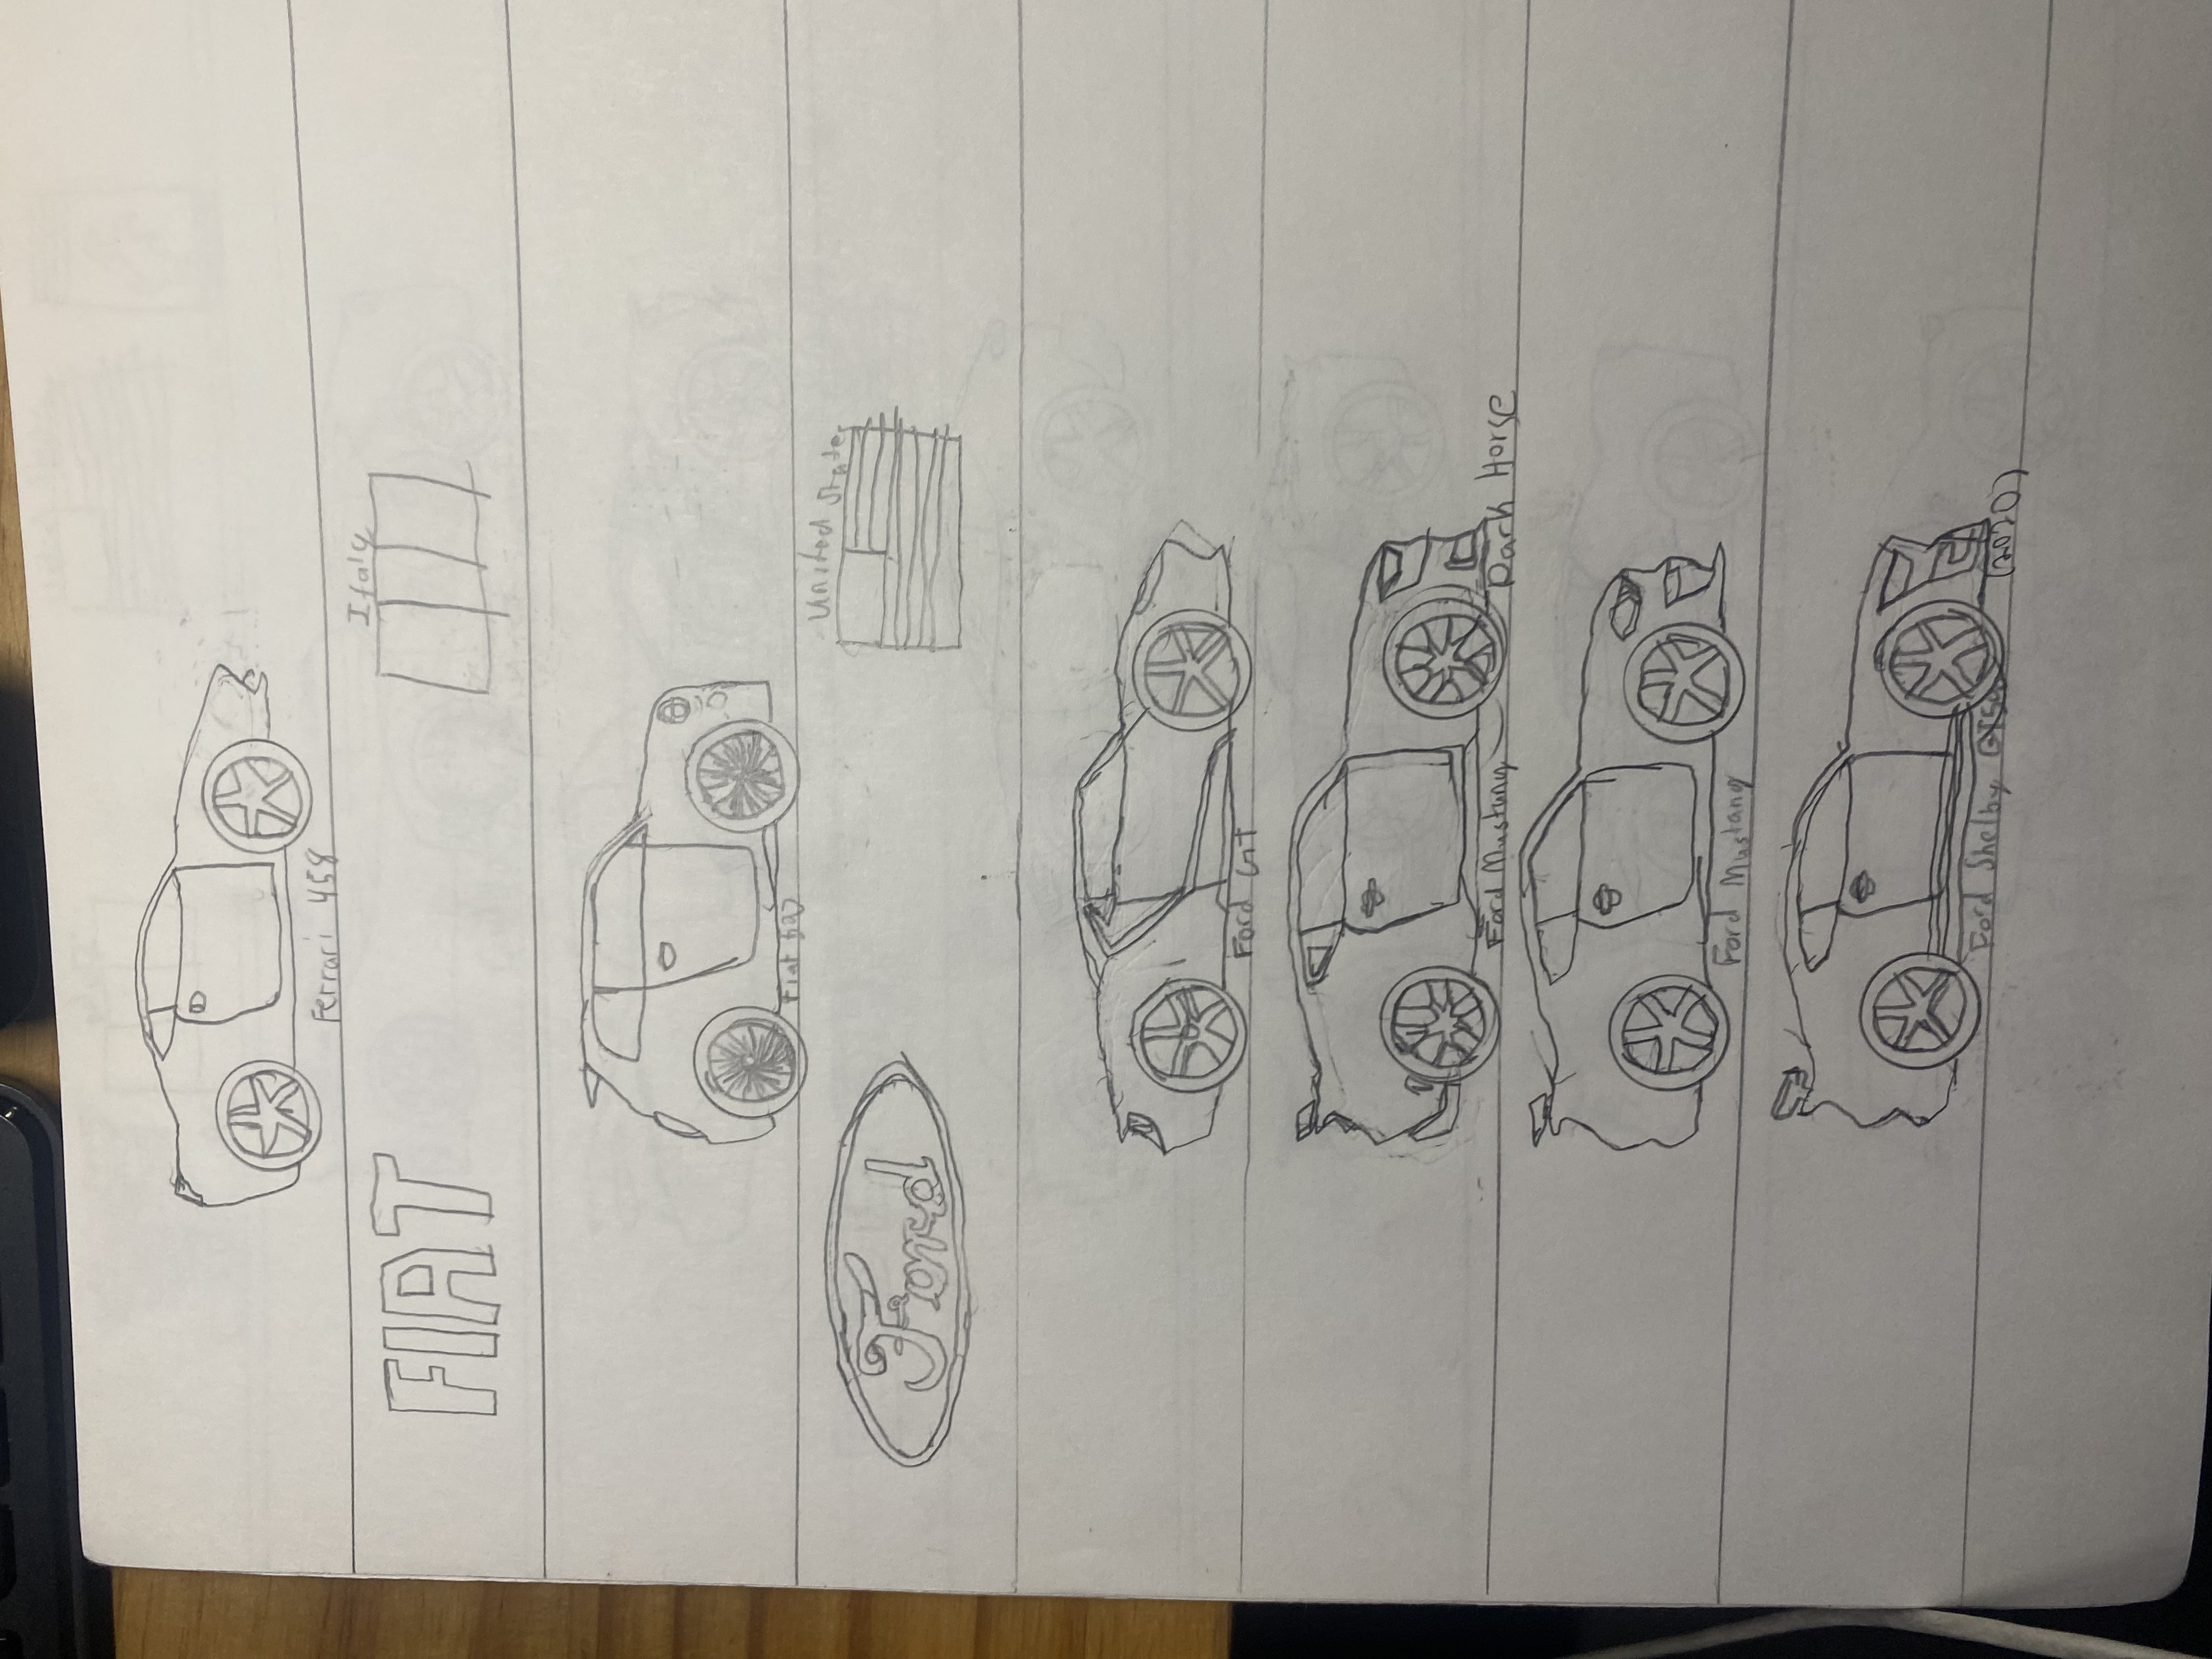 Ferrari 458
FIAT
Italy
Fiat 500
Ford
United States
Ford GT
Ford Mustang Dark Horse
Ford Mustang
Ford Shelby (2020)